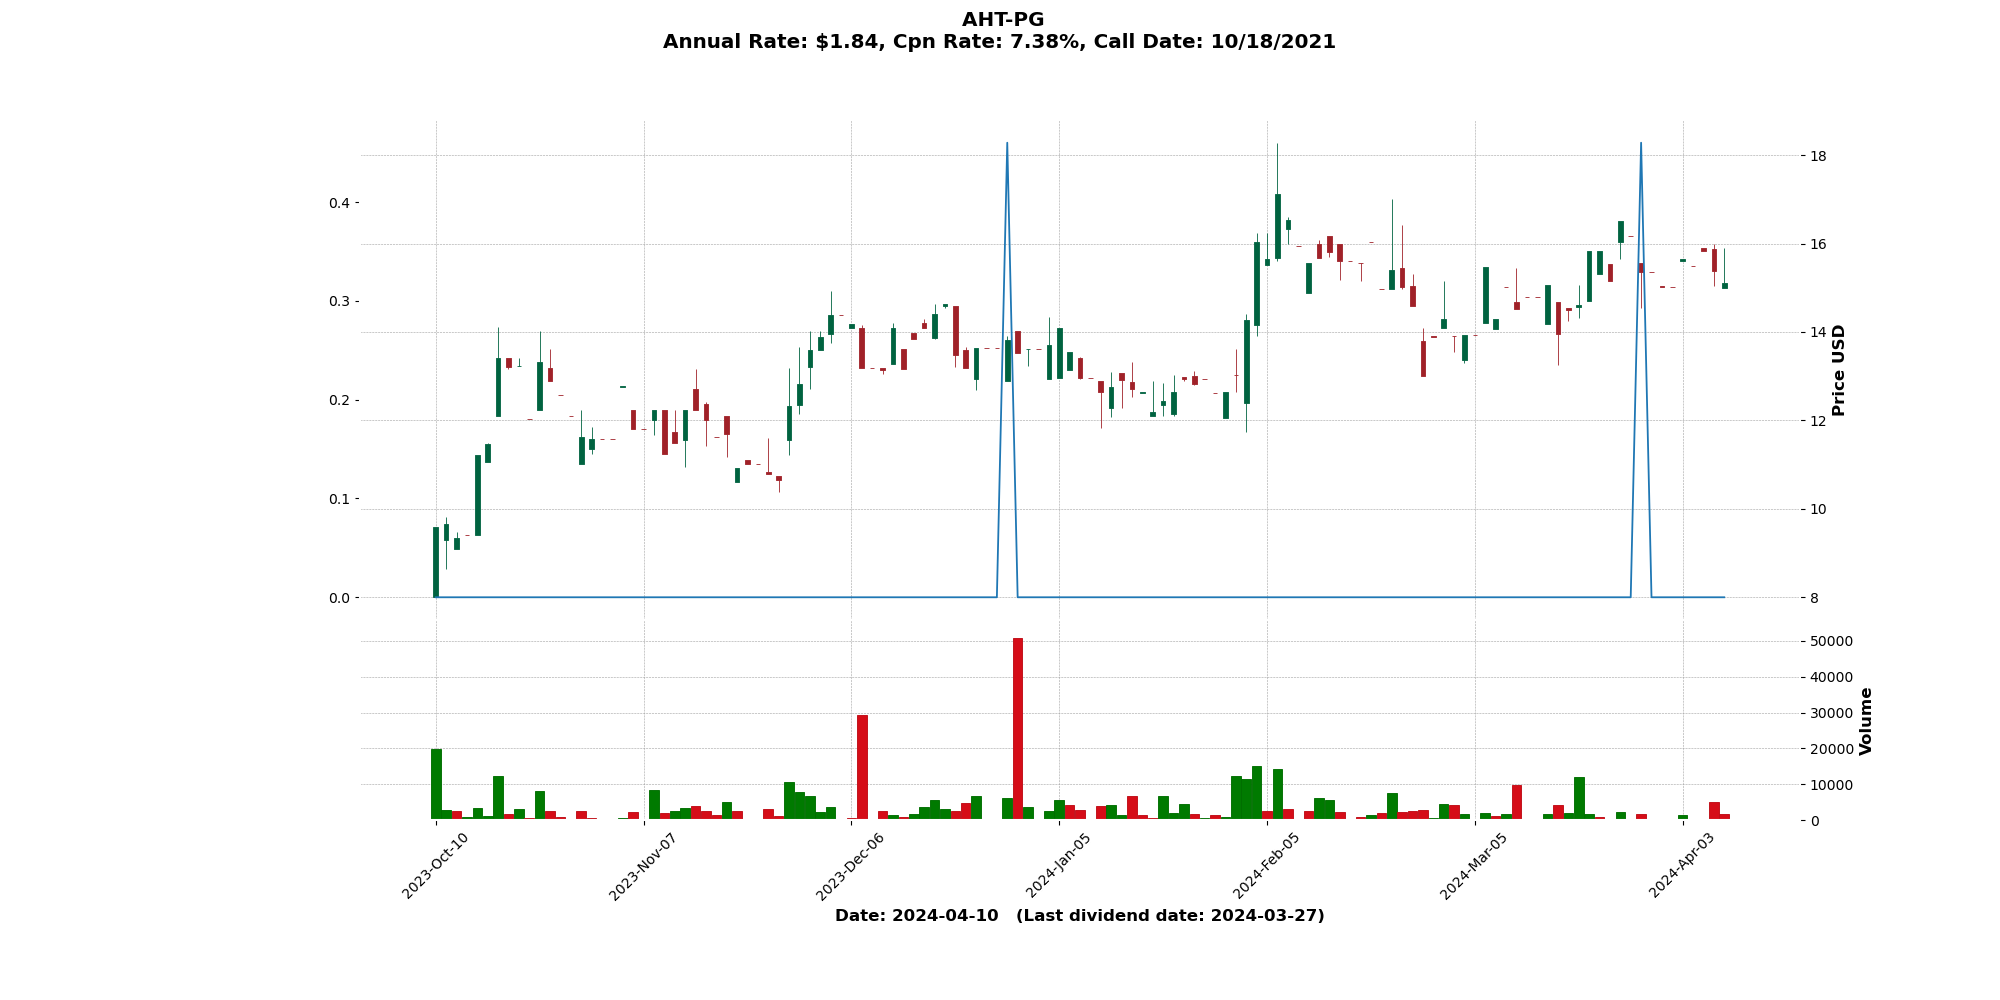 AHT-PG
Annual Rate: $1.84, Cpn Rate: 7.38%, Call Date: 10/18/2021
0.4
0.3
0.2
0.1
0.0
18
16
14
12
10
8
Price USD
50000
40000
30000
20000
10000
0
Volume
2023-Oct-10
2023-Nov-07
2023-Dec-06
2024-Jan-05
2024-Feb-05
2024-Mar-05
2024-Apr-03
Date: 2024-04-10   (Last dividend date: 2024-03-27)